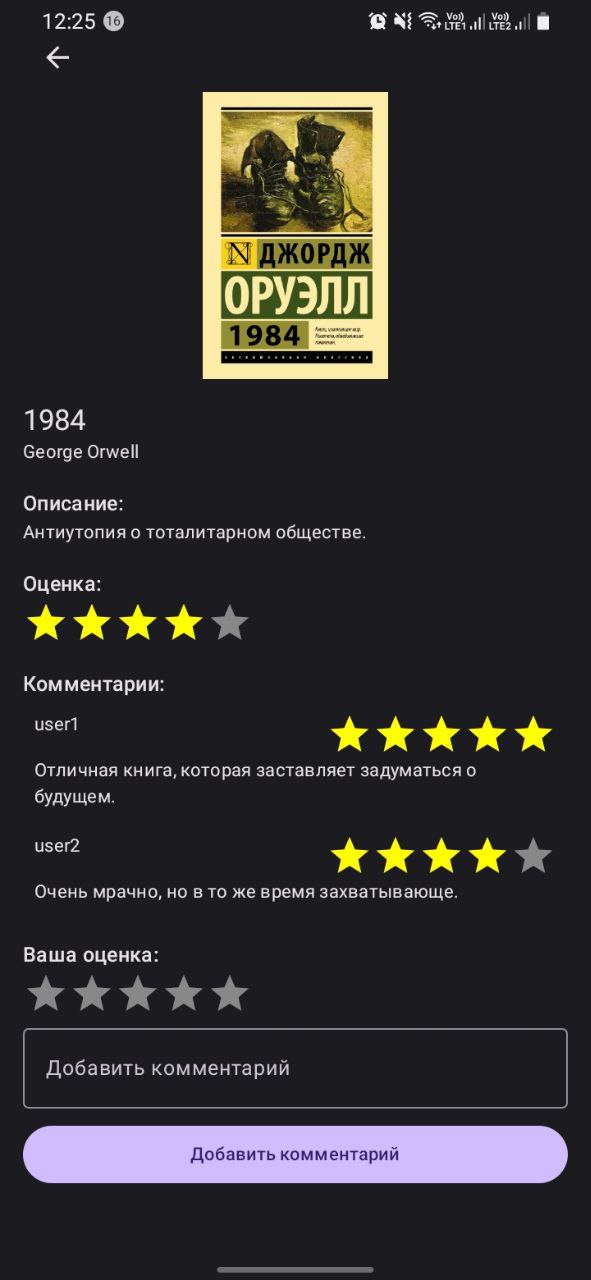 12:25 16 Vo)) LTE1 Vo)) LTE2
ДЖОРДЖ
ОРУЭЛЛ
1984
1984
George Orwell
Описание:
Антиутопия о тоталитарном обществе.
Оценка:
Комментарии:
user1
Отличная книга, которая заставляет задуматься о
будущем.
user2
Очень мрачно, но в то же время захватывающе.
Ваша оценка:
Добавить комментарий
Добавить комментарий